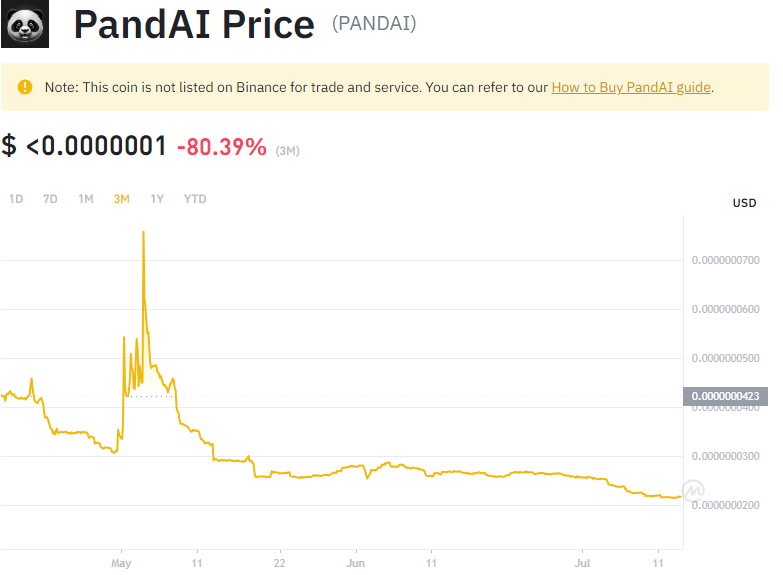 PandAI Price (PANDAI)
Note: This coin is not listed on Binance for trade and service. You can refer to our How to Buy PandAI guide.
$ <0.0000001 -80.39% (3M)
1D 7D 1M 3M 1Y YTD
USD
0.0000000700
0.0000000600
0.0000000500
0.0000000423
0.0000000400
0.0000000300
0.0000000200
May 11 22 Jun 11 Jul 11